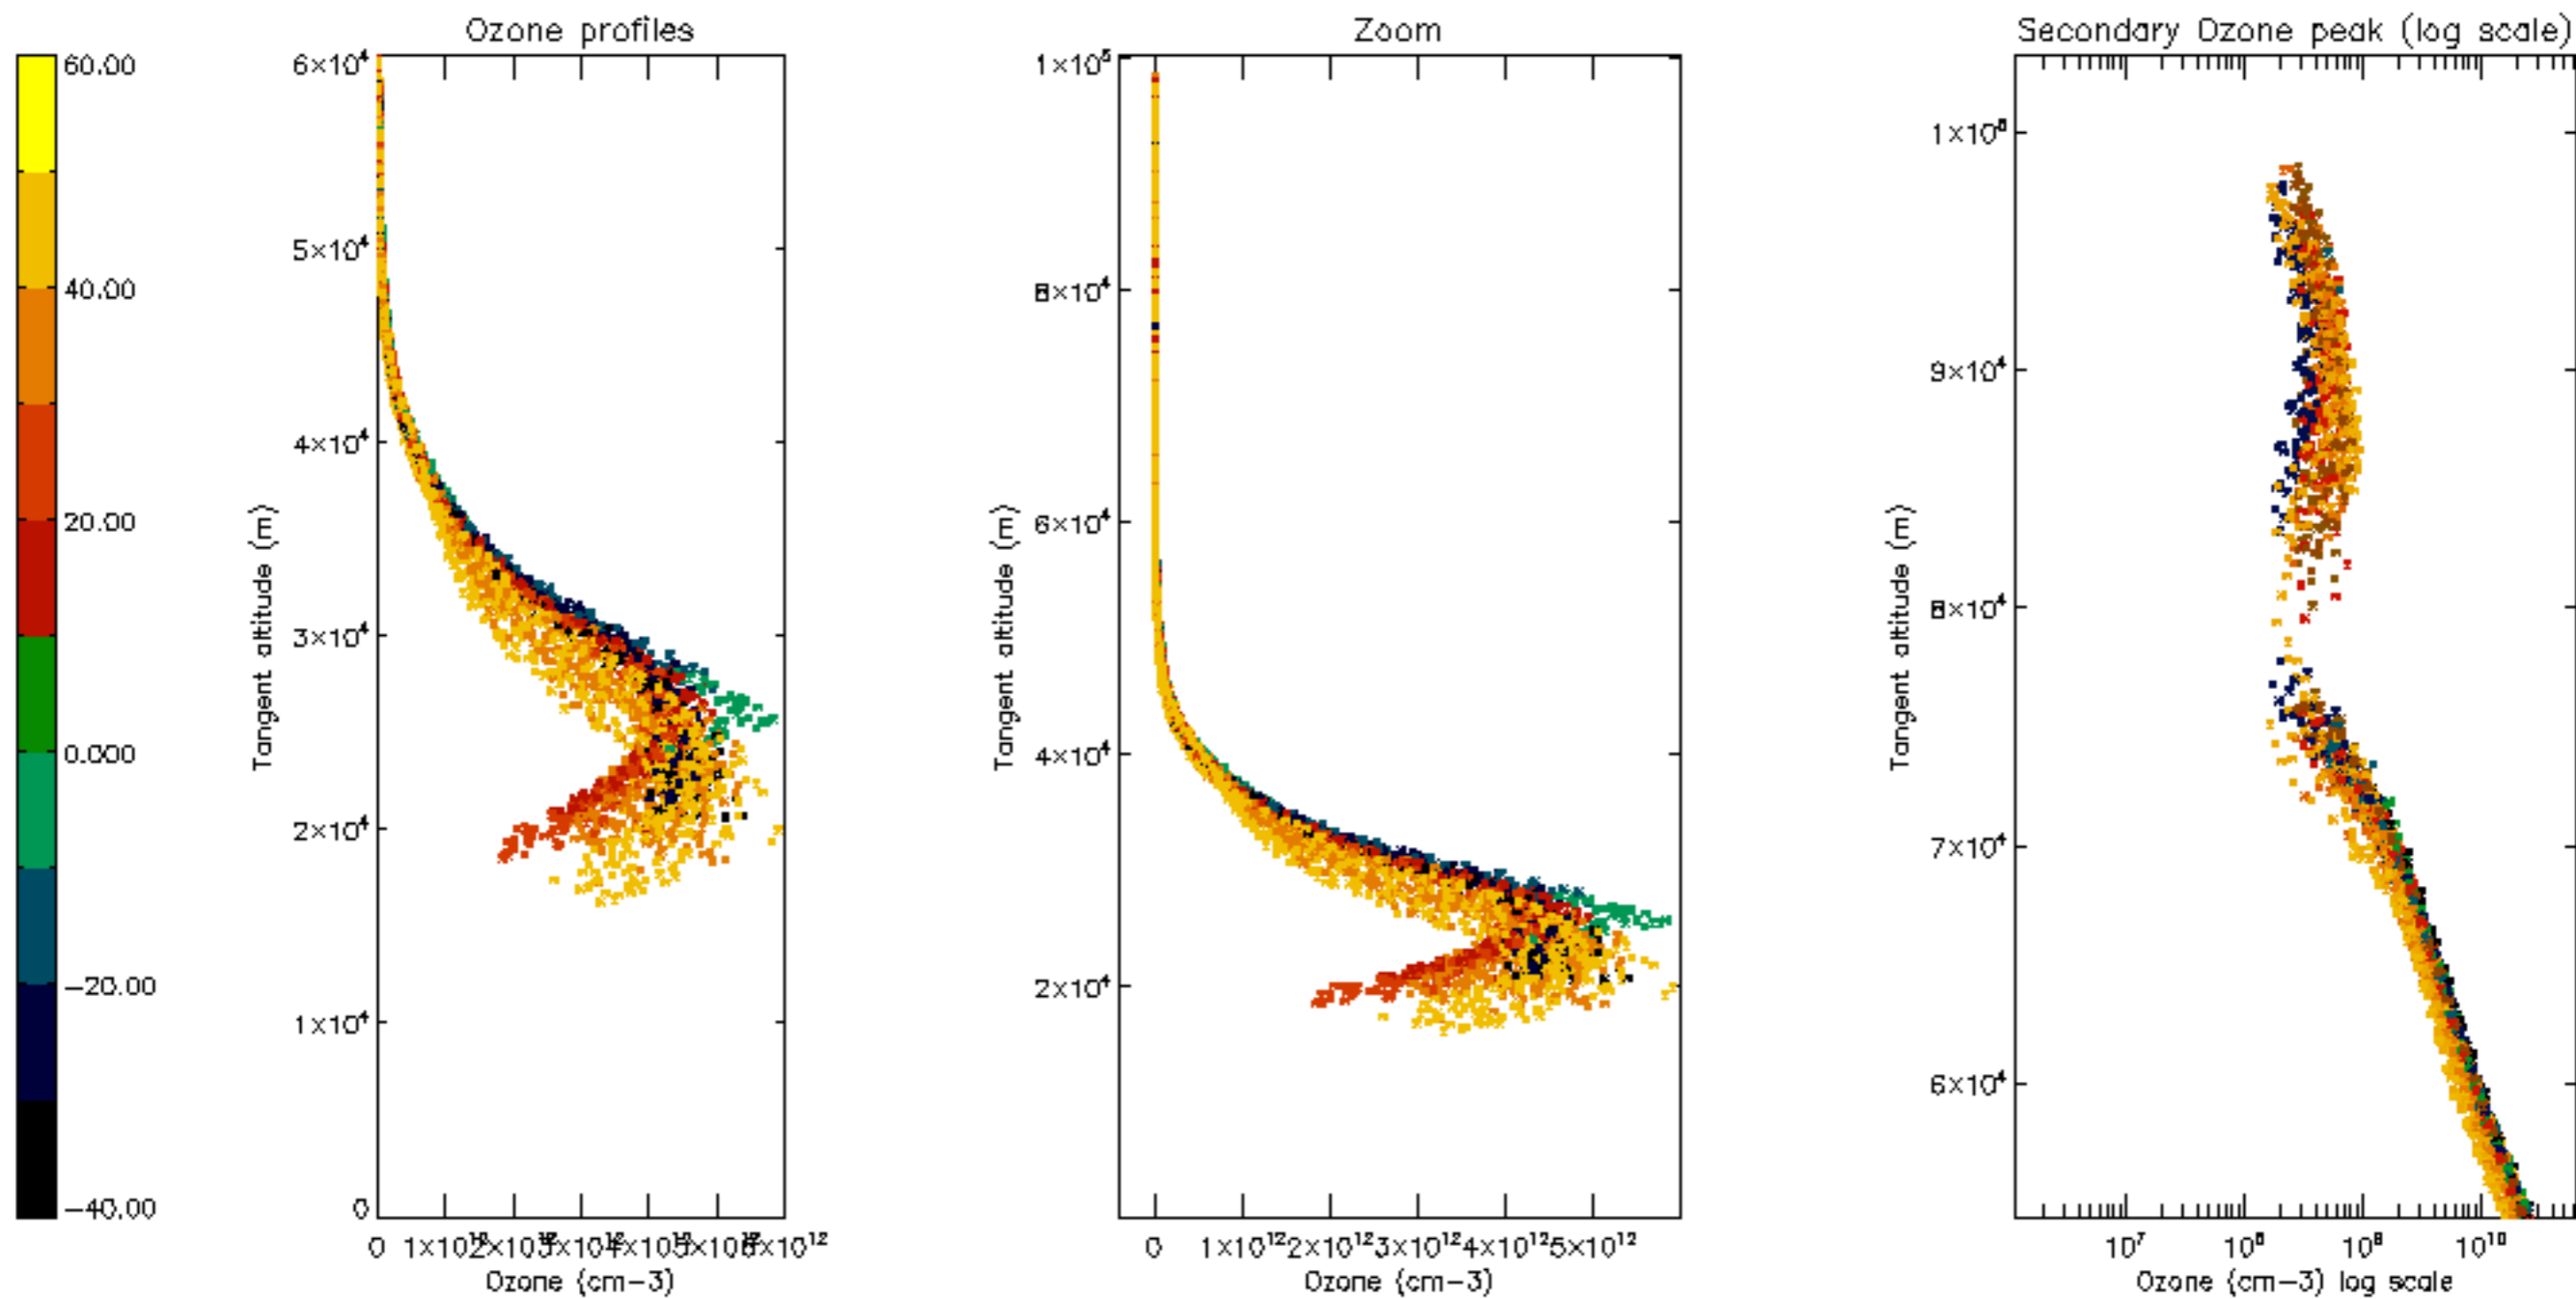 Ozone profiles
Zoom
Secondary Ozone peak (log scale)
60.00
40.00
20.00
0.000
-20.00
-40.00
6×10⁴
5×10⁴
4×10⁴
3×10⁴
2×10⁴
1×10⁴
0
Tangent altitude (m)
0
Ozone (cm-3)
1×10⁵
8×10⁴
6×10⁴
4×10⁴
2×10⁴
Tangent altitude (m)
0 1×10¹² 2×10¹² 3×10¹² 4×10¹² 5×10¹²
Ozone (cm-3)
9×10⁴
8×10⁴
7×10⁴
6×10⁴
Tangent altitude (m)
10⁷ 10⁸ 10⁹ 10¹⁰
Ozone (cm-3) log scale